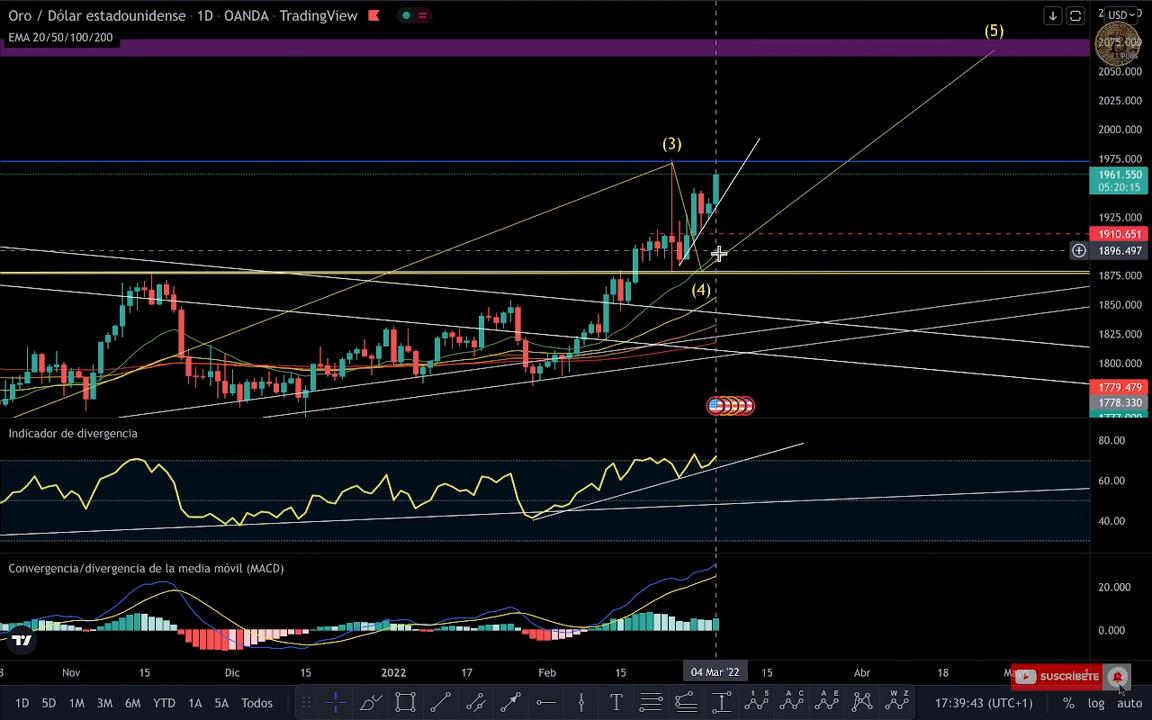 Oro / Dólar estadounidense · 1D · OANDA · TradingView
EMA 20/50/100/200
USD
2075.000
2050.000
2025.000
2000.000
1975.000
1961.550
05:20:15
1925.000
1910.651
1896.497
1875.000
1850.000
1825.000
1800.000
1779.479
1778.330
(5)
(3)
(4)
Indicador de divergencia
80.00
60.00
40.00
Convergencia/divergencia de la media móvil (MACD)
20.000
0.000
Nov
15
Dic
15
2022
17
Feb
15
04 Mar '22
15
Abr
18
SUSCRÍBETE
1D
5D
1M
3M
6M
YTD
1A
5A
Todos
17:39:43 (UTC+1)
%
log
auto